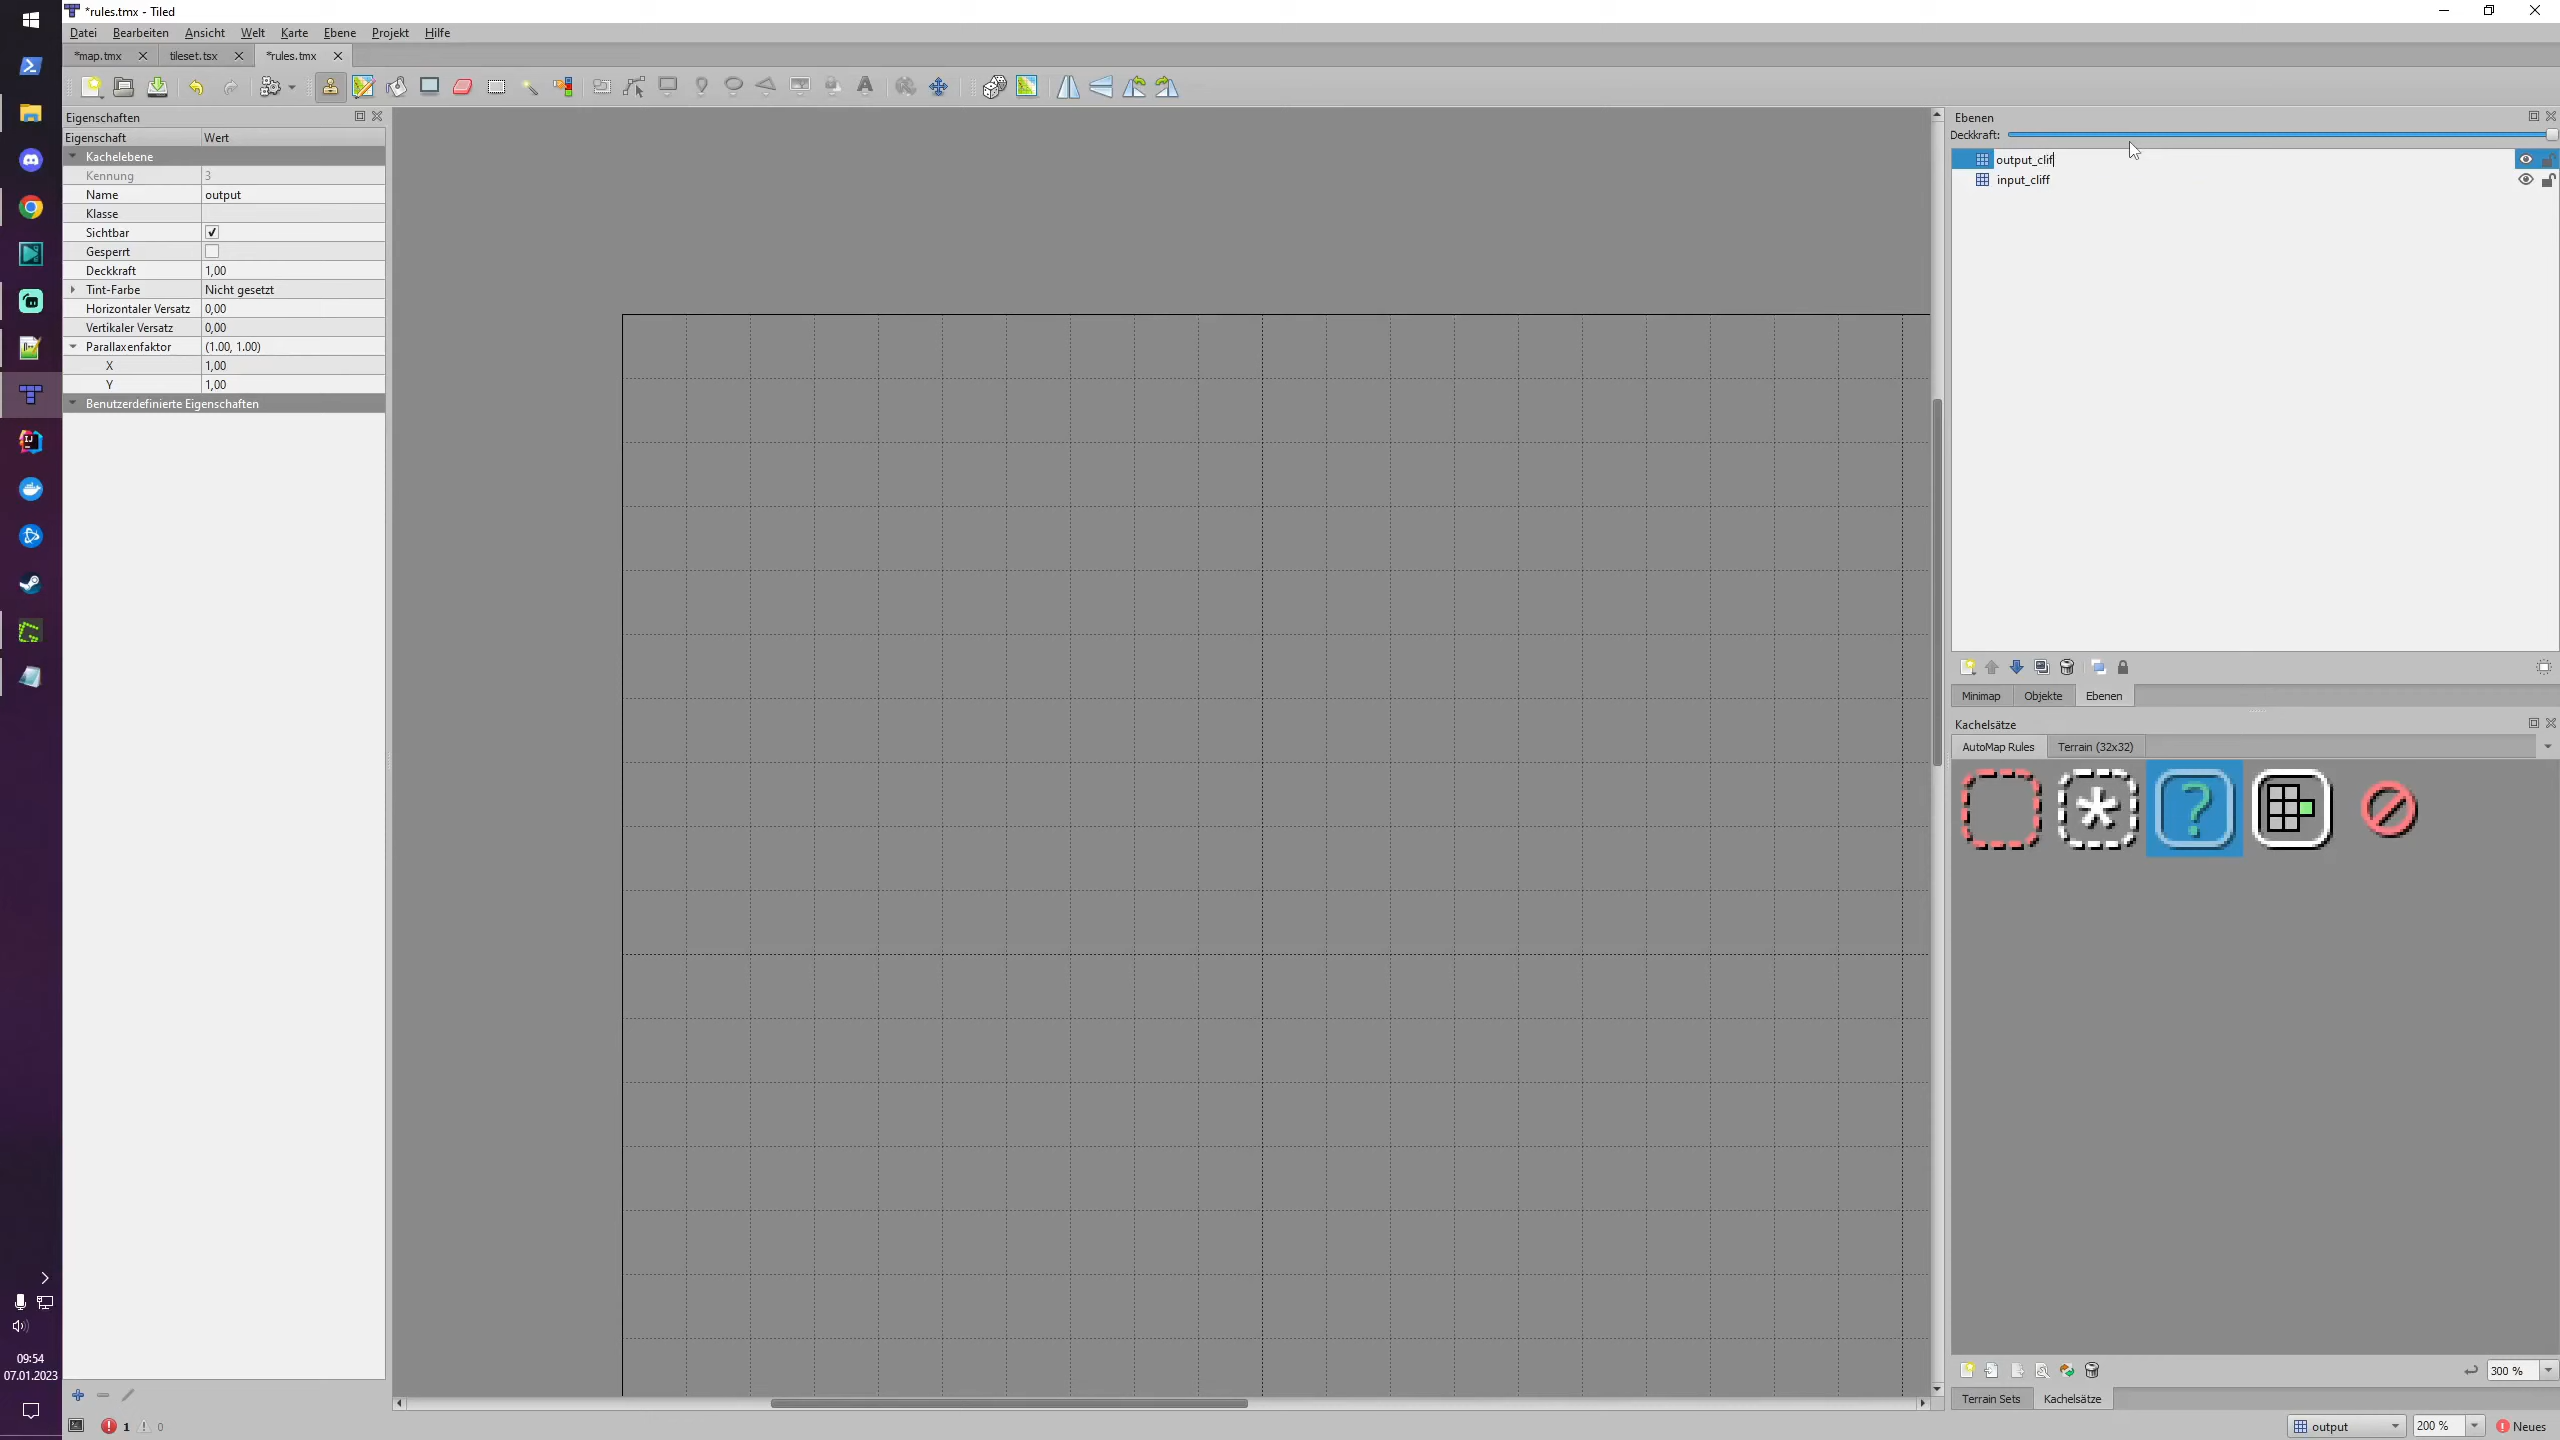 *rules.tmx - Tiled
Datei Bearbeiten Ansicht Welt Karte Ebene Projekt Hilfe
*map.tmx tileset.tsx *rules.tmx
Eigenschaften
Eigenschaft Wert
Kachelebene
Kennung 3
Name output
Klasse
Sichtbar
Gesperrt
Deckkraft 1,00
Tint-Farbe Nicht gesetzt
Horizontaler Versatz 0,00
Vertikaler Versatz 0,00
Parallaxenfaktor (1.00, 1.00)
X 1,00
Y 1,00
Benutzerdefinierte Eigenschaften
Ebenen
Deckkraft:
output_clif
input_cliff
Minimap Objekte Ebenen
Kachelsätze
AutoMap Rules Terrain (32x32)
300 %
Terrain Sets Kachelsätze
09:54
07.01.2023
1 0
output 200 % Neues